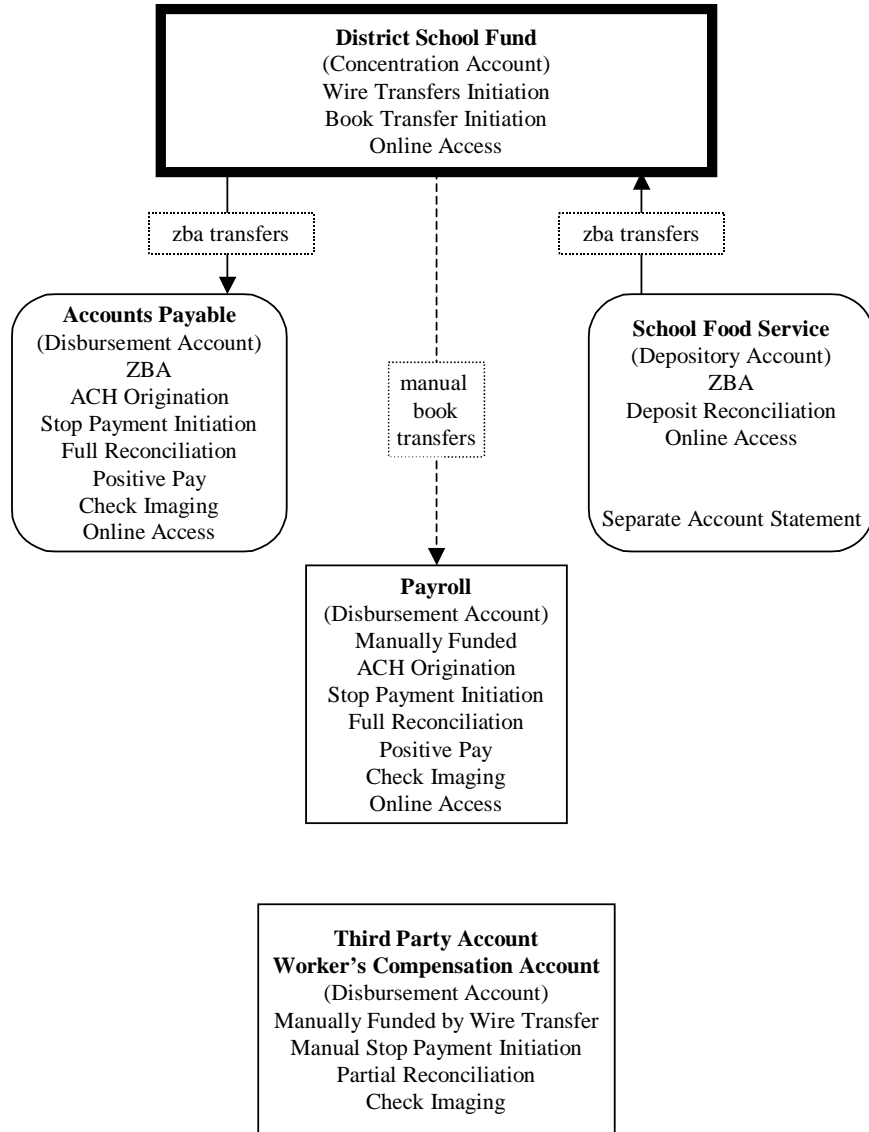 District School Fund
(Concentration Account)
Wire Transfers Initiation
Book Transfer Initiation
Online Access
zba transfers
zba transfers
Accounts Payable
(Disbursement Account)
ZBA
ACH Origination
Stop Payment Initiation
Full Reconciliation
Positive Pay
Check Imaging
Online Access
manual
book
transfers
School Food Service
(Depository Account)
ZBA
Deposit Reconciliation
Online Access
Separate Account Statement
Payroll
(Disbursement Account)
Manually Funded
ACH Origination
Stop Payment Initiation
Full Reconciliation
Positive Pay
Check Imaging
Online Access
Third Party Account
Worker’s Compensation Account
(Disbursement Account)
Manually Funded by Wire Transfer
Manual Stop Payment Initiation
Partial Reconciliation
Check Imaging